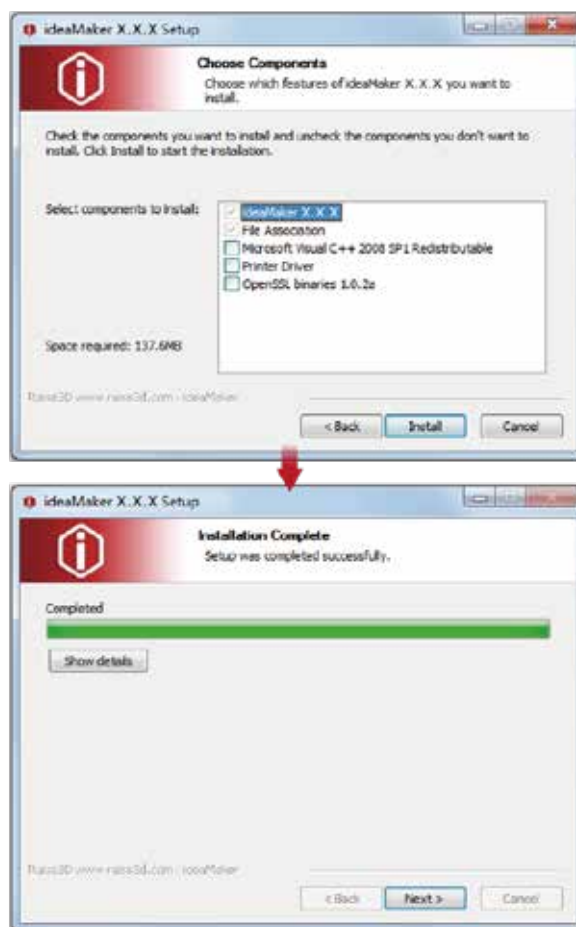 ideaMaker X.X.X Setup
Choose Components
Choose which features of ideaMaker X.X.X you want to
install.
Check the components you want to install and uncheck the components you don't want to
install. Click Install to start the installation.
Select components to install:
ideaMaker X.X.X
File Association
Microsoft Visual C++ 2008 SP1 Redistributable
Printer Driver
OpenSSL binaries 1.0.2a
Space required: 137.6MB
Raise3D www.raise3d.com - ideaMaker
< Back
Install
Cancel
ideaMaker X.X.X Setup
Installation Complete
Setup was completed successfully.
Completed
Show details
Raise3D www.raise3d.com - ideaMaker
< Back
Next >
Cancel